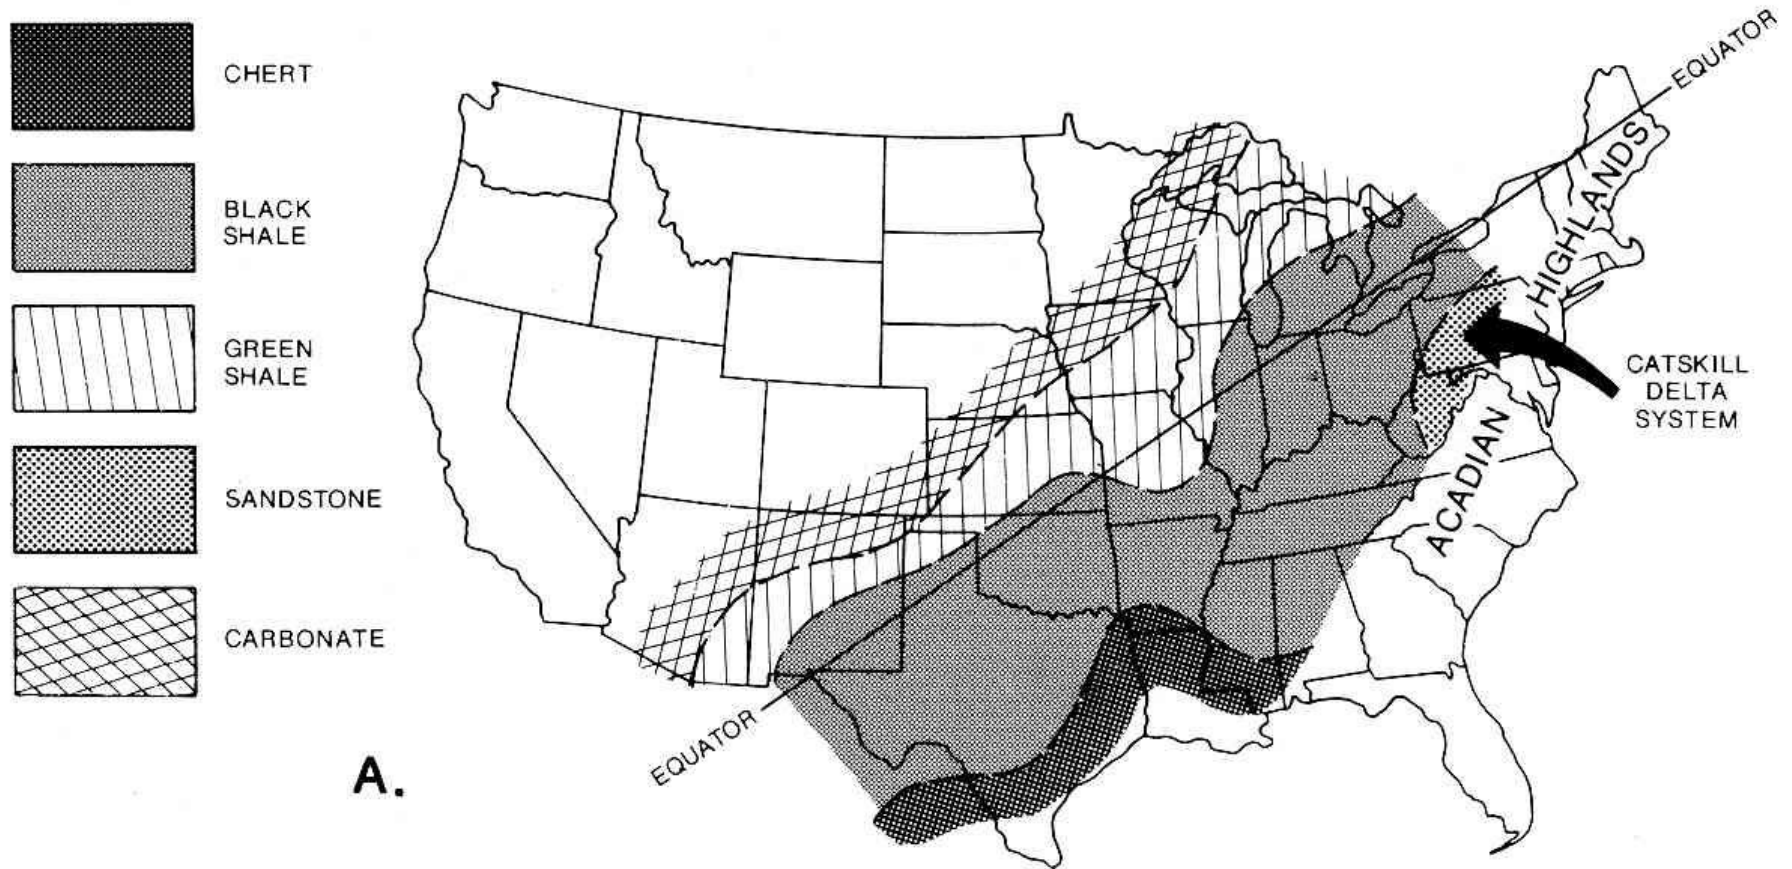 CHERT
BLACK
SHALE
GREEN
SHALE
SANDSTONE
CARBONATE
EQUATOR
HIGHLANDS
ACADIAN
CATSKILL
DELTA
SYSTEM
EQUATOR
A.